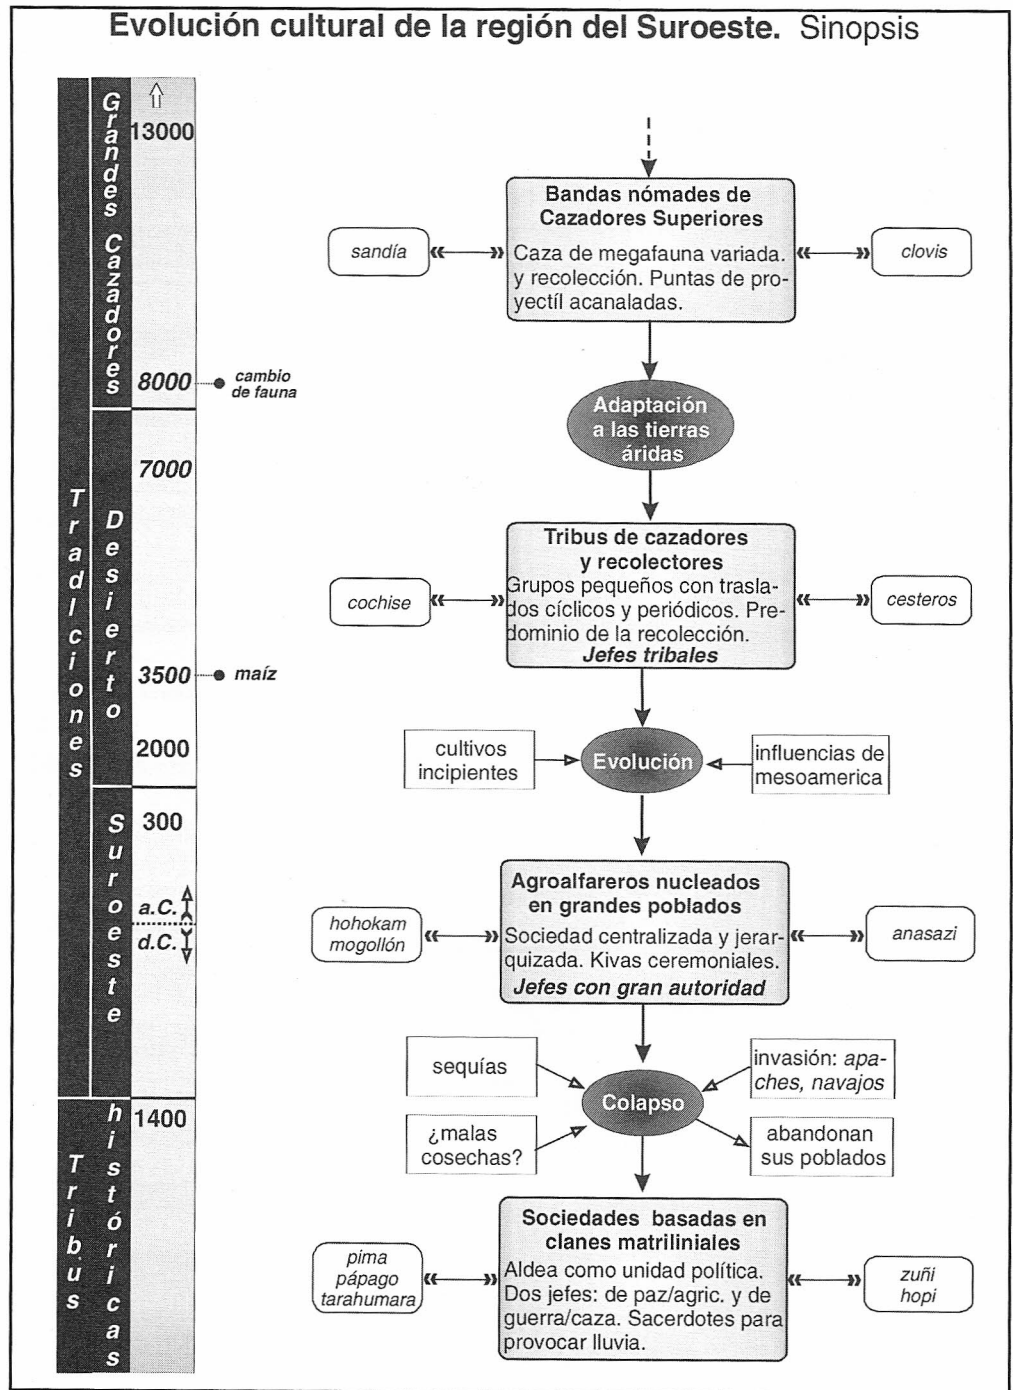 Evolución cultural de la región del Suroeste. Sinopsis
Tradiciones
Grandes Cazadores
13000
8000
cambio
de fauna
Desierto
7000
3500
maíz
2000
Suroeste
300
a.C.
d.C.
Tribus
históricas
1400
Bandas nómades de
Cazadores Superiores
Caza de megafauna variada.
y recolección. Puntas de pro-
yectíl acanaladas.
sandía
clovis
Adaptación
a las tierras
áridas
Tribus de cazadores
y recolectores
Grupos pequeños con trasla-
dos cíclicos y periódicos. Pre-
dominio de la recolección.
Jefes tribales
cochise
cesteros
cultivos
incipientes
Evolución
influencias de
mesoamerica
Agroalfareros nucleados
en grandes poblados
Sociedad centralizada y jerar-
quizada. Kivas ceremoniales.
Jefes con gran autoridad
hohokam
mogollón
anasazi
sequías
invasión: apa-
ches, navajos
Colapso
¿malas
cosechas?
abandonan
sus poblados
Sociedades basadas en
clanes matriliniales
Aldea como unidad política.
Dos jefes: de paz/agric. y de
guerra/caza. Sacerdotes para
provocar lluvia.
pima
pápago
tarahumara
zuñi
hopi